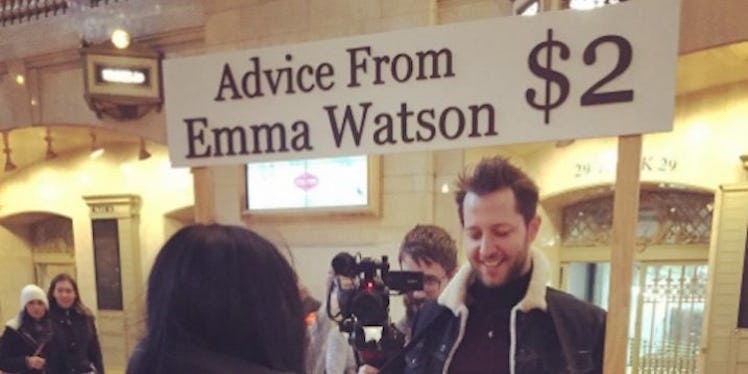 Advice From
Emma Watson $2